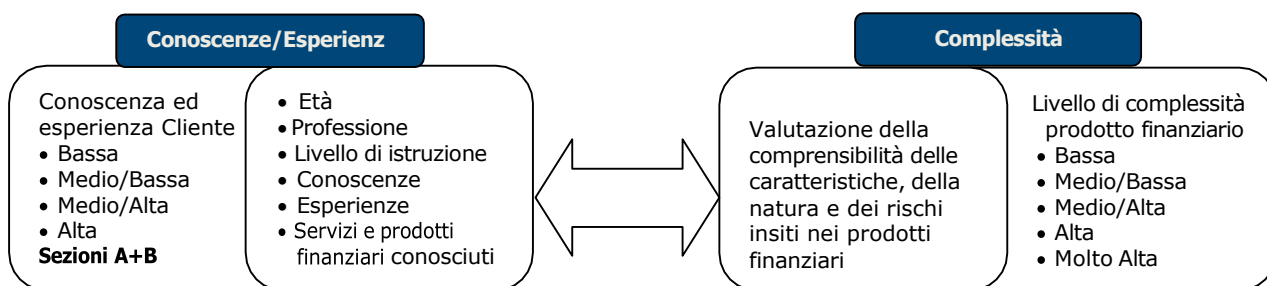 Conoscenze/Esperienz
Conoscenza ed
esperienza Cliente
• Bassa
• Medio/Bassa
• Medio/Alta
• Alta
Sezioni A+B
• Età
• Professione
• Livello di istruzione
• Conoscenze
• Esperienze
• Servizi e prodotti
finanziari conosciuti
Complessità
Valutazione della
comprensibilità delle
caratteristiche, della
natura e dei rischi
insiti nei prodotti
finanziari
Livello di complessità
prodotto finanziario
• Bassa
• Medio/Bassa
• Medio/Alta
• Alta
• Molto Alta